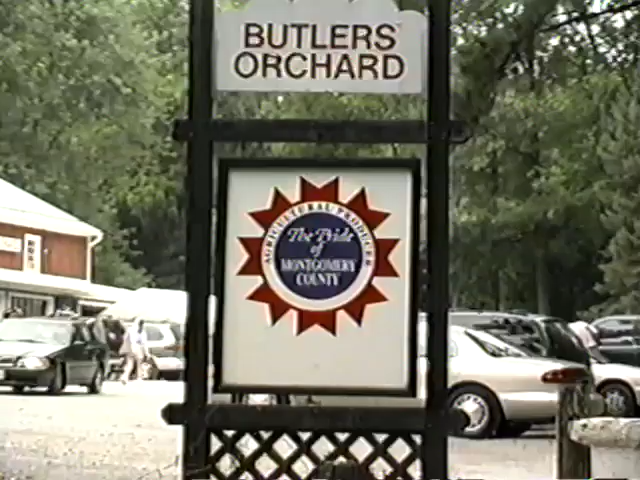 BUTLERS
ORCHARD
AGRICULTURAL PRODUCER
The Pride
of
MONTGOMERY
COUNTY